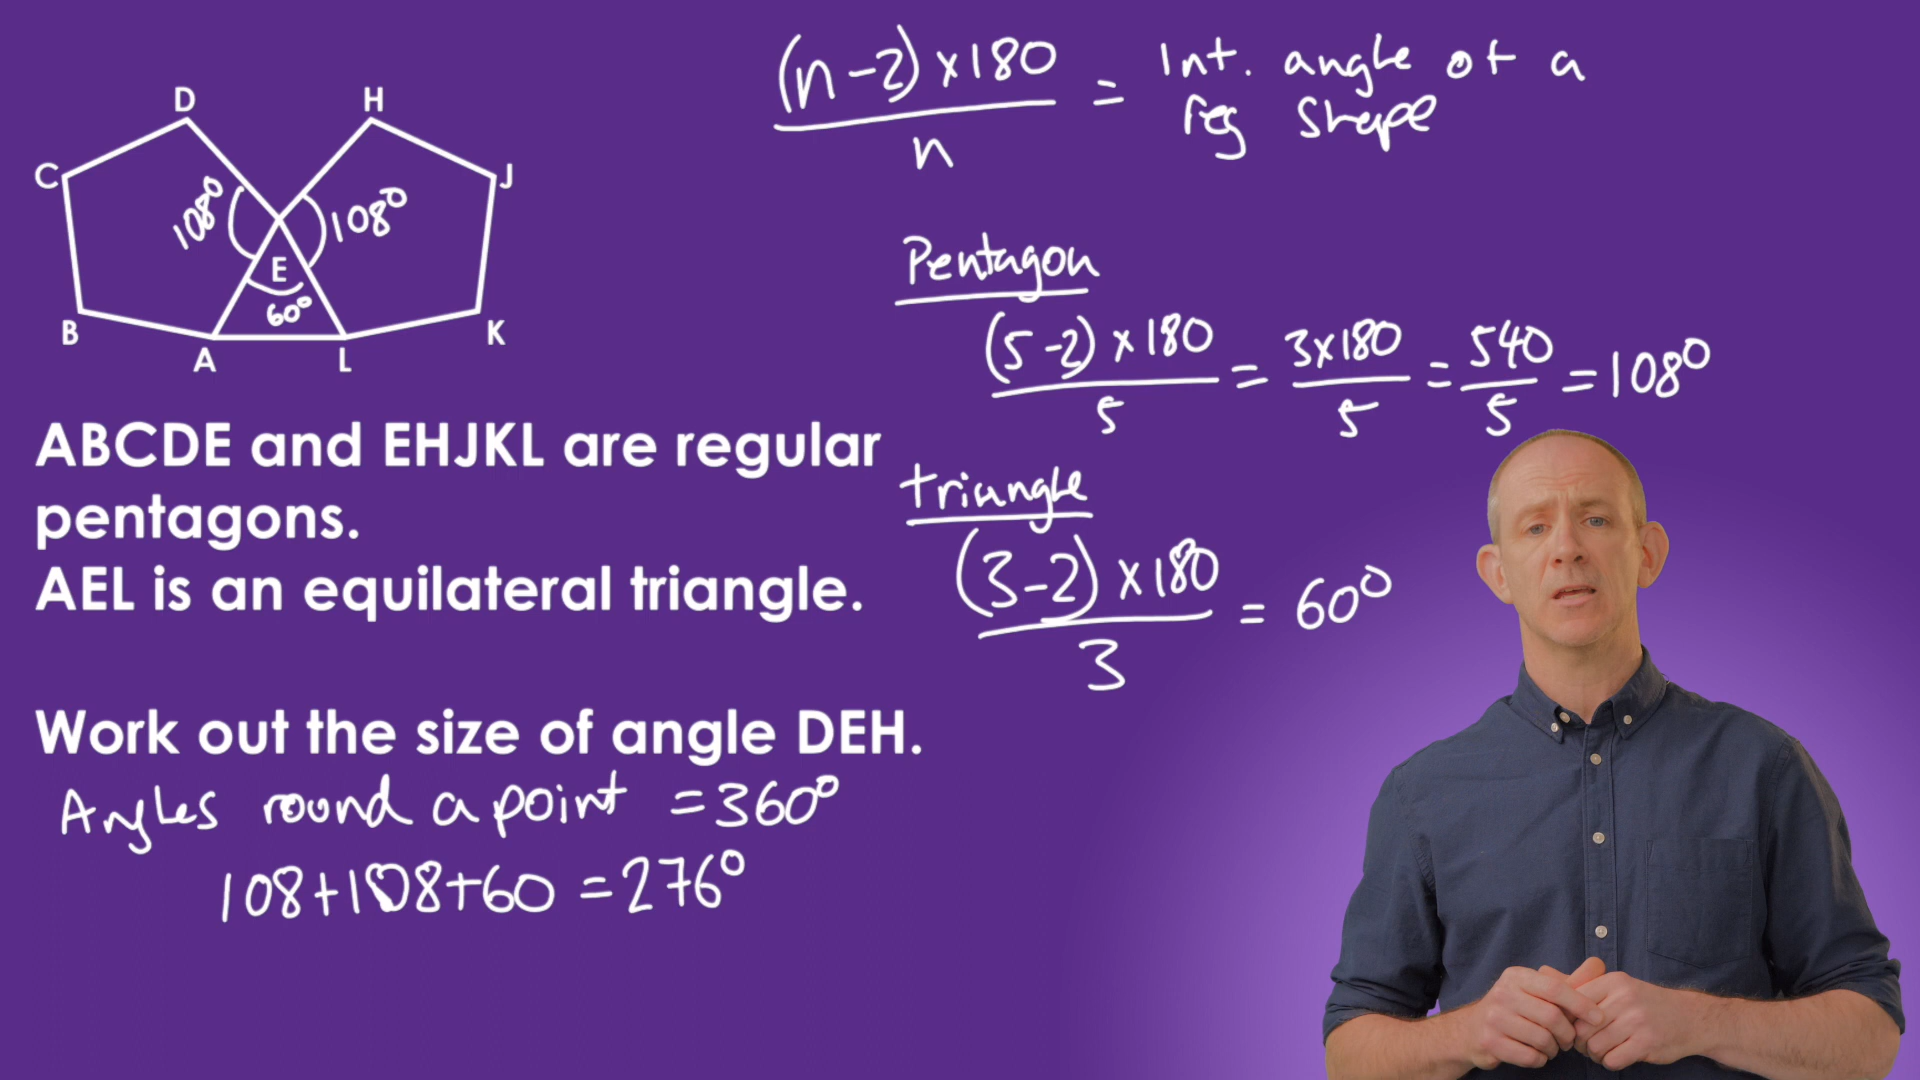 (n-2)×180 / n = Int. angle of a
reg shape
D H
C J
108° 108°
E
60°
B K
A L
Pentagon
(5-2)×180 / 5 = 3×180 / 5 = 540 / 5 = 108°
ABCDE and EHJKL are regular
pentagons.
AEL is an equilateral triangle.
triangle
(3-2)×180 / 3 = 60°
Work out the size of angle DEH.
Angles round a point = 360°
108+108+60 = 276°